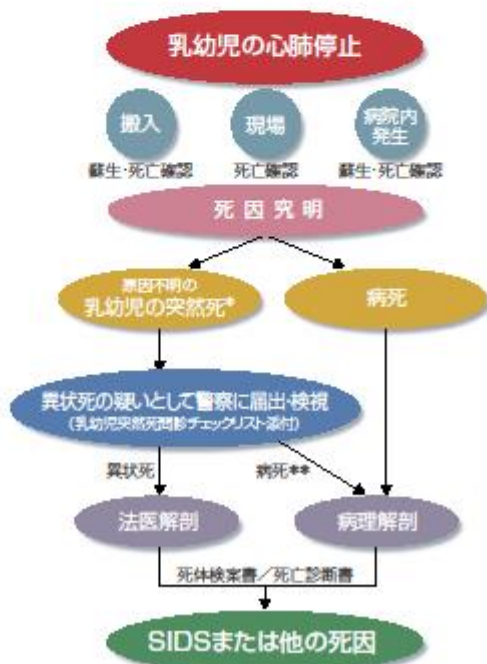 乳幼児の心肺停止
搬入
現場
病院内
発生
蘇生・死亡確認
死亡確認
蘇生・死亡確認
死因究明
原因不明の
乳幼児の突然死*
病死
異状死の疑いとして警察に届出・検視
(乳幼児突然死問診チェックリスト添付)
異状死
病死**
法医解剖
病理解剖
死体検案書/死亡診断書
SIDSまたは他の死因